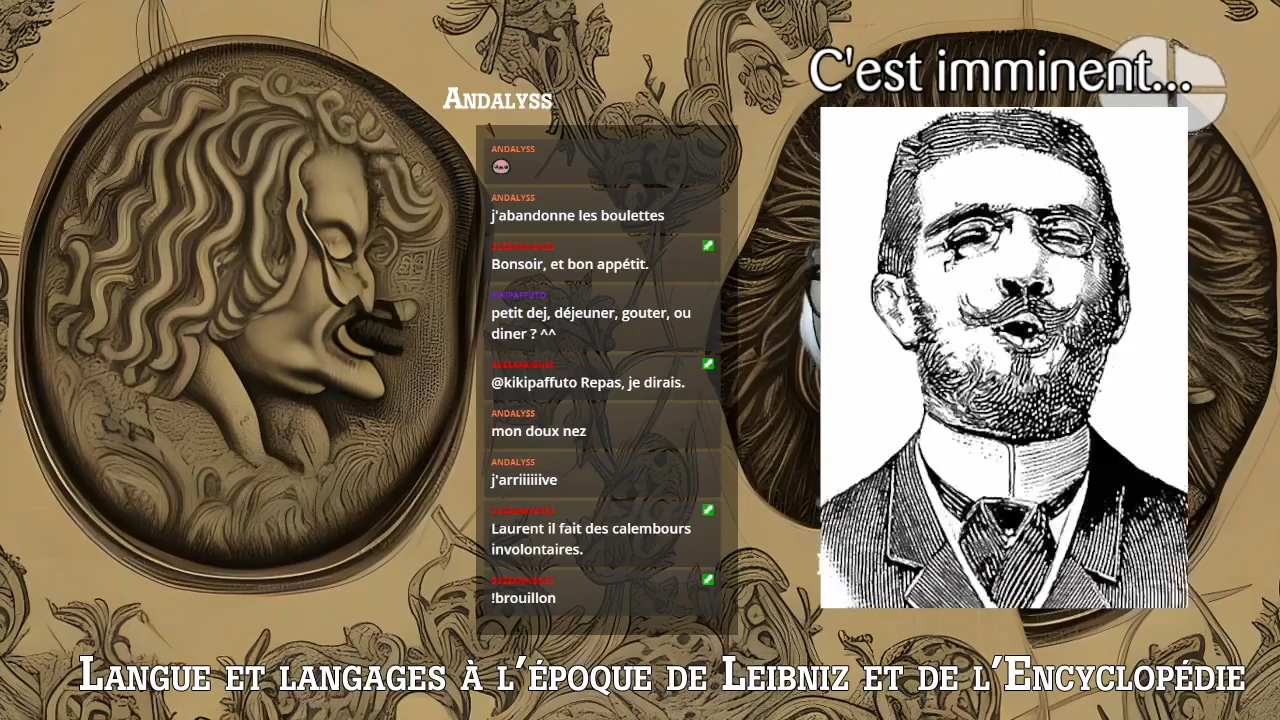 C'est imminent...
Andalyss
ANDALYSS
ANDALYSS
j'abandonne les boulettes
Bonsoir, et bon appétit.
KIKIPAFFUTO
petit dej, déjeuner, gouter, ou
diner ? ^^
@kikipaffuto Repas, je dirais.
ANDALYSS
mon doux nez
ANDALYSS
j'arriiiiiive
Laurent il fait des calembours
involontaires.
!brouillon
Langue et langages à l'époque de Leibniz et de l'Encyclopédie